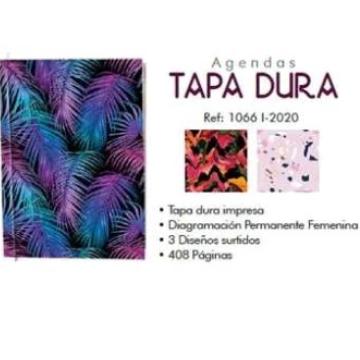 Agendas
TAPA DURA
Ref: 1066 I-2020
• Tapa dura impresa
• Diagramación Permanente Femenina
• 3 Diseños surtidos
• 408 Páginas